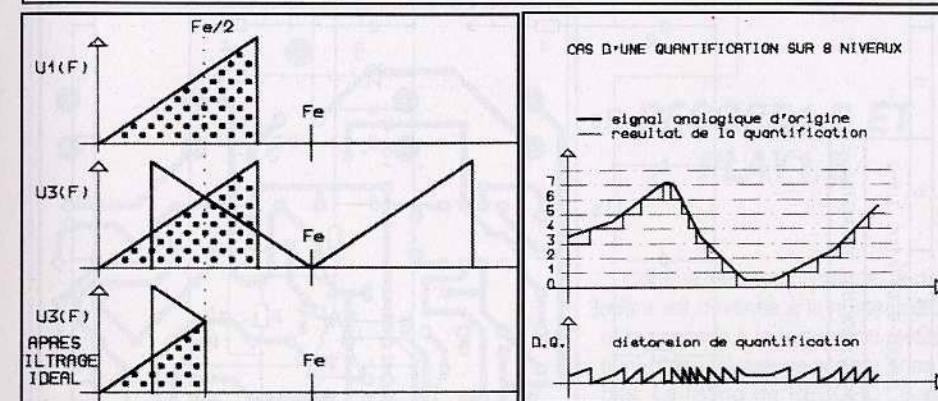 Fe/2
U1(F)
Fe
U3(F)
Fe
U3(F)
APRES
ILTRAGE
IDEAL
Fe
CAS D'UNE QUANTIFICATION SUR 8 NIVEAUX
signal analogique d'origine
resultat de la quantification
7
6
5
4
3
2
1
0
D.Q.
distorsion de quantification